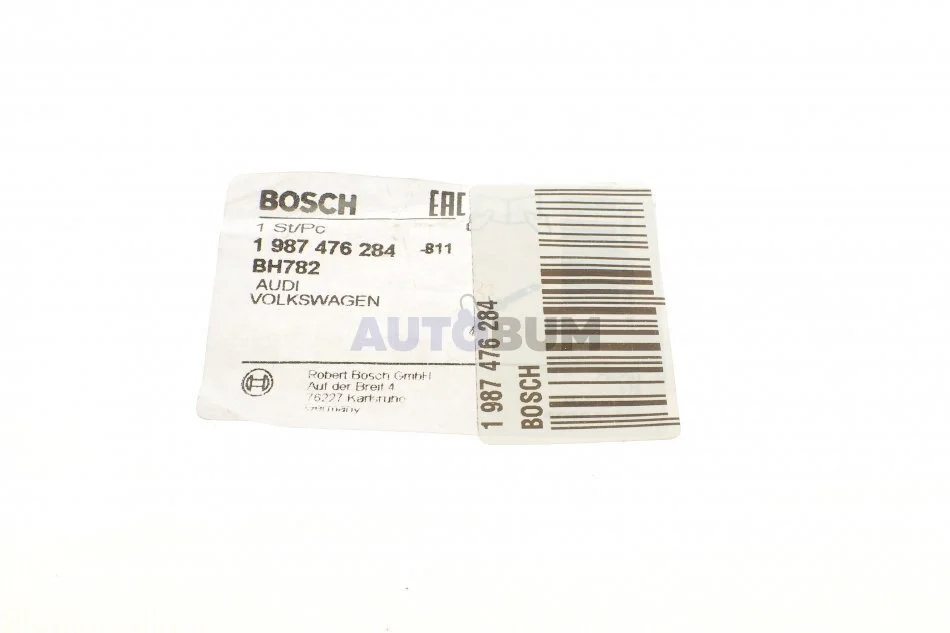 BOSCH
EAC
1 St/Pc
1 987 476 284 -811
BH782
AUDI
VOLKSWAGEN
AUTOBUM
Robert Bosch GmbH
Auf der Breit 4
76227 Karlsruhe
Germany
1 987 476 284
BOSCH